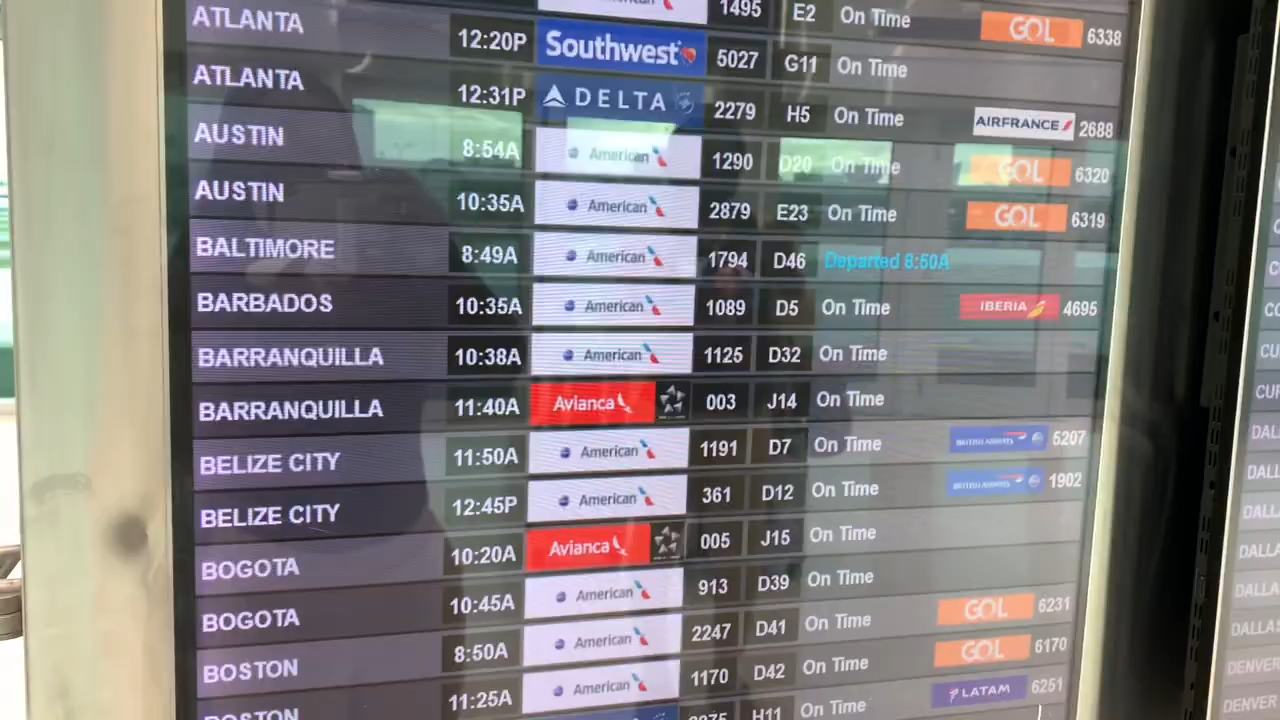 1495 E2 On Time GOL 6338
ATLANTA 12:20P Southwest 5027 G11 On Time
ATLANTA 12:31P DELTA 2279 H5 On Time AIRFRANCE 2688
AUSTIN 8:54A American 1290 D20 On Time GOL 6320
AUSTIN 10:35A American 2879 E23 On Time GOL 6319
BALTIMORE 8:49A American 1794 D46 Departed 8:50A
BARBADOS 10:35A American 1089 D5 On Time IBERIA 4695
BARRANQUILLA 10:38A American 1125 D32 On Time
BARRANQUILLA 11:40A Avianca 003 J14 On Time
BELIZE CITY 11:50A American 1191 D7 On Time BRITISH AIRWAYS 5207
BELIZE CITY 12:45P American 361 D12 On Time BRITISH AIRWAYS 1902
BOGOTA 10:20A Avianca 005 J15 On Time
BOGOTA 10:45A American 913 D39 On Time
BOSTON 8:50A American 2247 D41 On Time GOL 6231
BOSTON 11:25A American 1170 D42 On Time GOL 6170
H11 On Time LATAM 6251
DENVER
DENVER